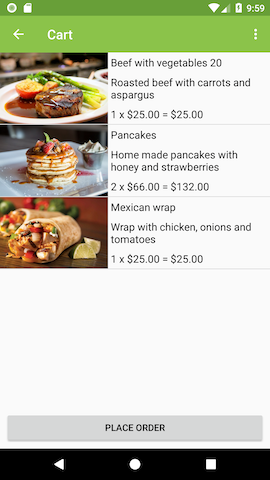 9:59
Cart
Beef with vegetables 20
Roasted beef with carrots and
aspargus
1 x $25.00 = $25.00
Pancakes
Home made pancakes with
honey and strawberries
2 x $66.00 = $132.00
Mexican wrap
Wrap with chicken, onions and
tomatoes
1 x $25.00 = $25.00
PLACE ORDER